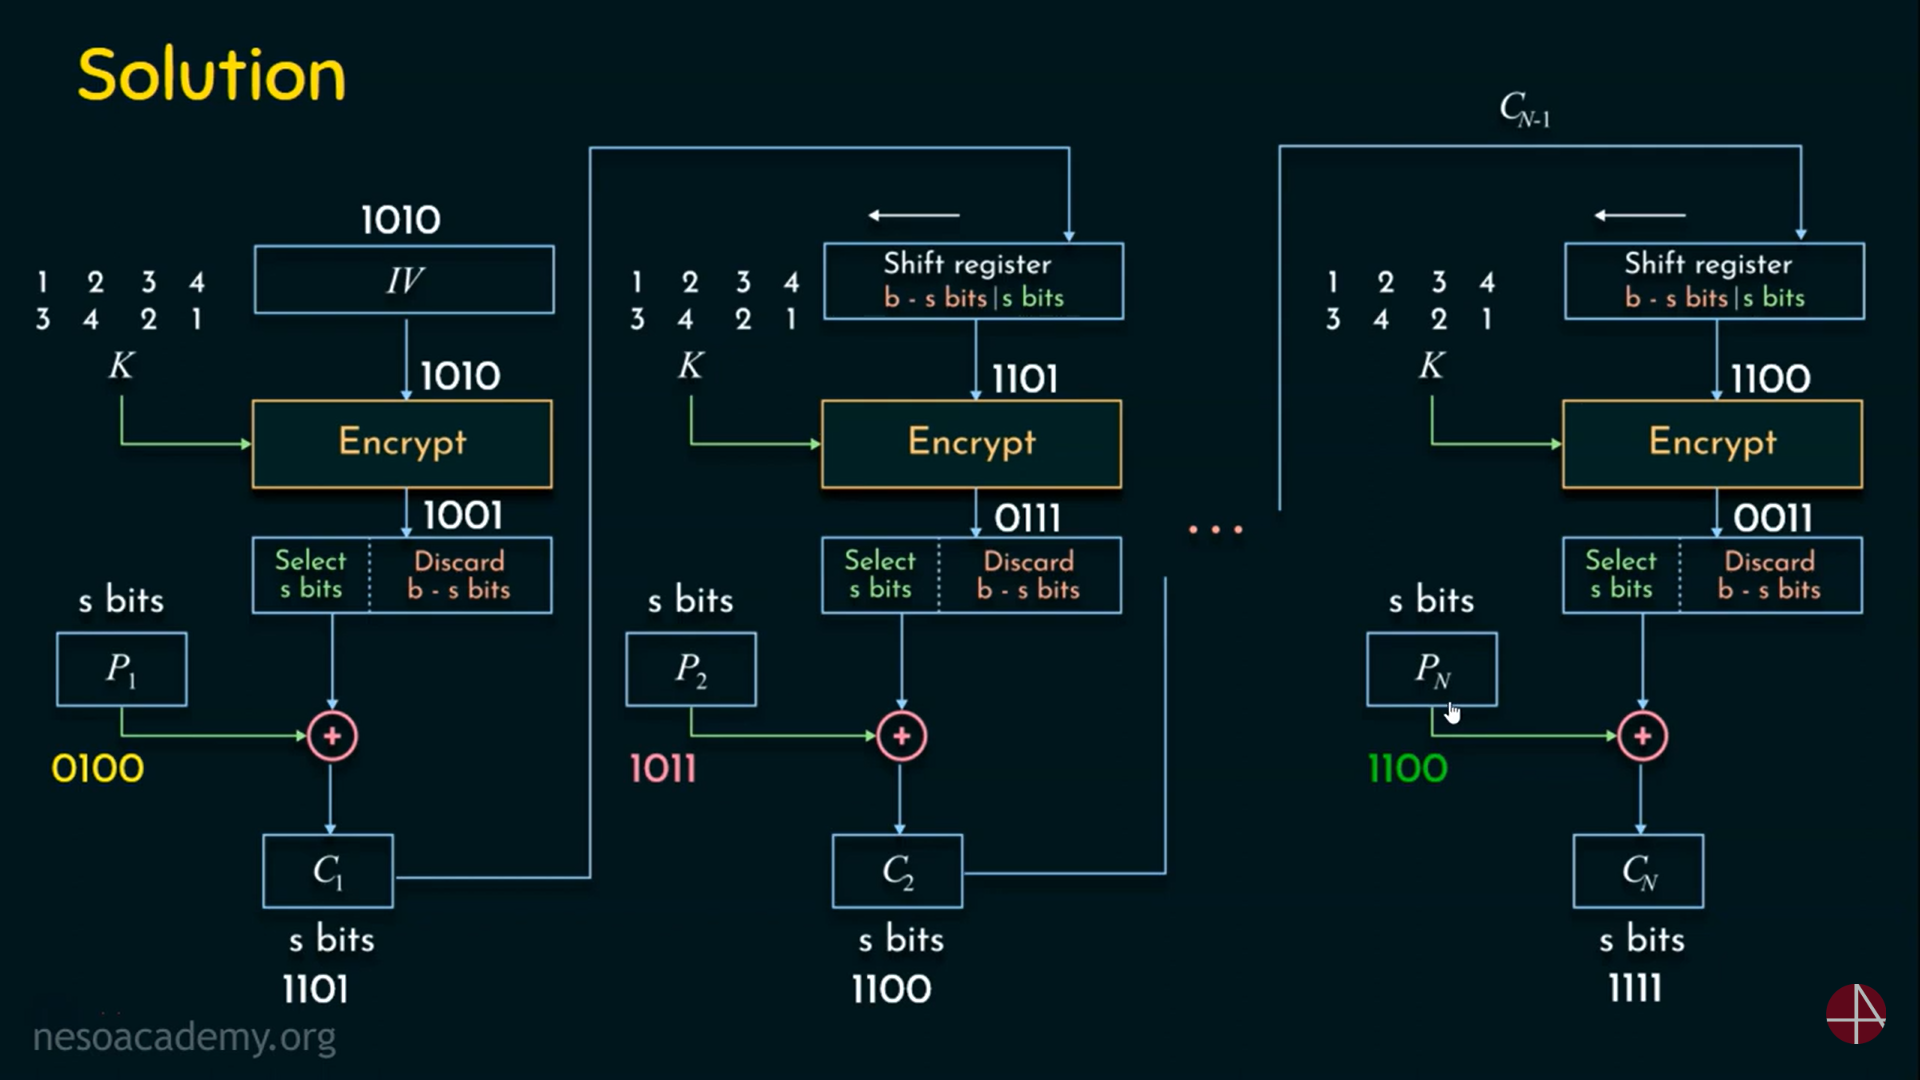 Solution
C_{N-1}
1010
IV
1 2 3 4
3 4 2 1
K
1010
Encrypt
1001
Select
s bits
Discard
b - s bits
s bits
P_1
0100
+
C_1
s bits
1101
1 2 3 4
3 4 2 1
K
Shift register
b - s bits|s bits
1101
Encrypt
0111
Select
s bits
Discard
b - s bits
s bits
P_2
1011
+
C_2
s bits
1100
...
1 2 3 4
3 4 2 1
K
Shift register
b - s bits|s bits
1100
Encrypt
0011
Select
s bits
Discard
b - s bits
s bits
P_N
1100
+
C_N
s bits
1111
nesoacademy.org